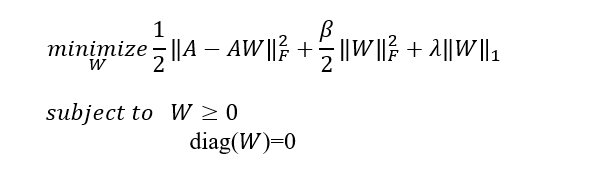 minimize 1/2 ‖A − AW‖²_F + β/2 ‖W‖²_F + λ‖W‖₁
W
subject to W ≥ 0
diag(W)=0